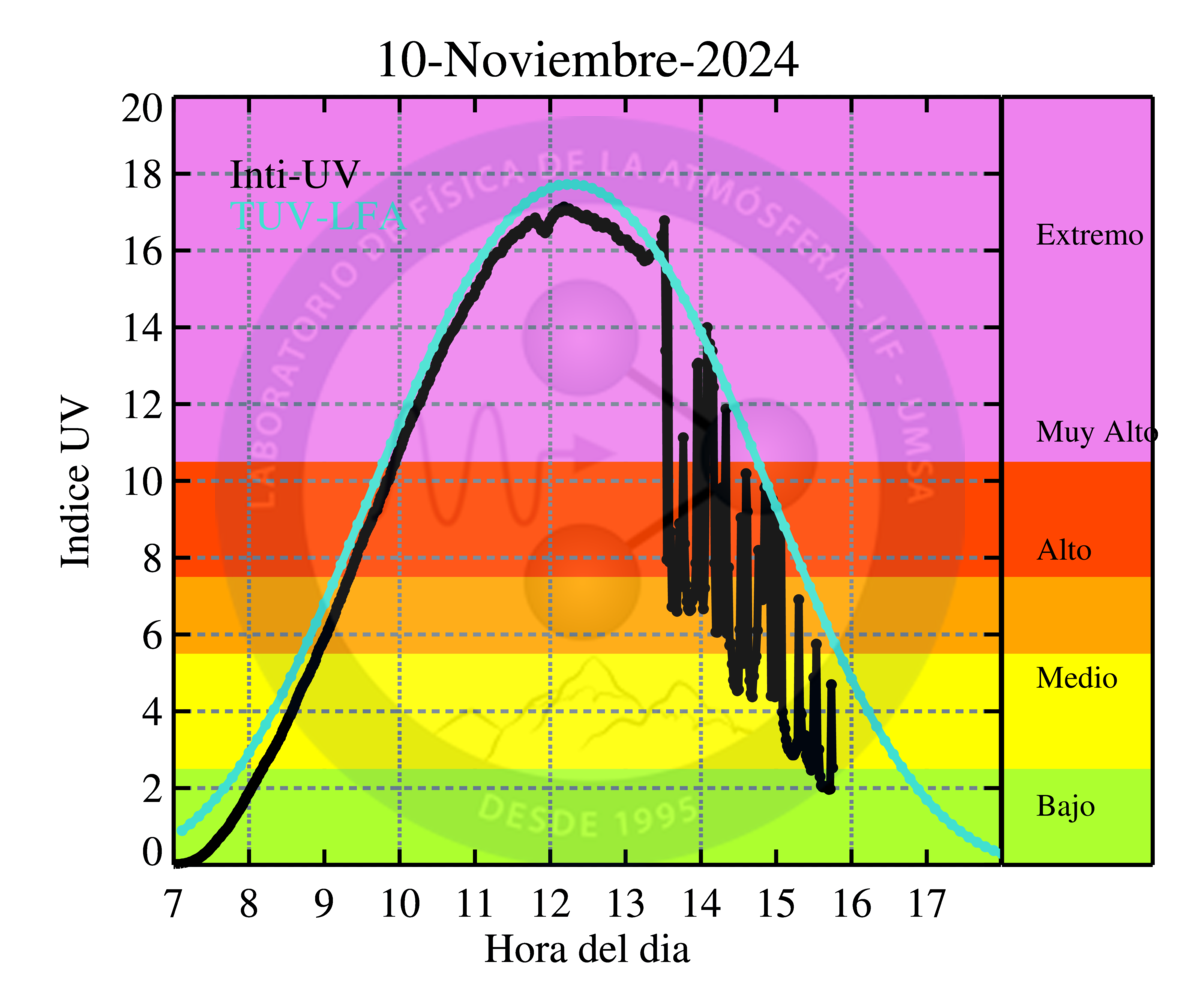 10-Noviembre-2024
Inti-UV
TUV-LFA
LABORATORIO DE FÍSICA DE LA ATMÓSFERA - IIF - UMSA
DESDE 1995
Indice UV
20
18
16
14
12
10
8
6
4
2
0
Extremo
Muy Alto
Alto
Medio
Bajo
7 8 9 10 11 12 13 14 15 16 17
Hora del dia